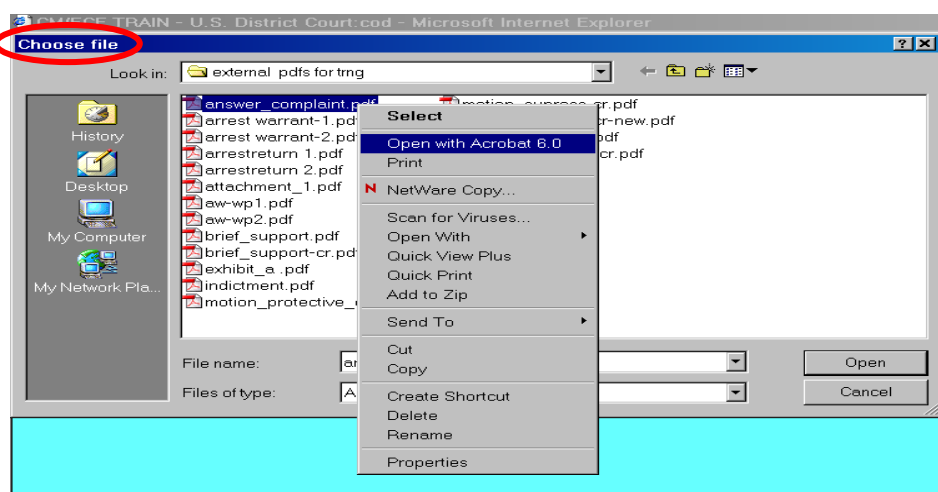 CM/ECF TRAIN - U.S. District Court:cod - Microsoft Internet Explorer
Choose file
Look in:
external pdfs for trng
History
Desktop
My Computer
My Network Pla...
answer_complaint.pdf
arrest warrant-1.pd
arrest warrant-2.pd
arrestreturn 1.pdf
arrestreturn 2.pdf
attachment_1.pdf
aw-wp1.pdf
aw-wp2.pdf
brief_support.pdf
brief_support-cr.pd
exhibit_a .pdf
indictment.pdf
motion_protective_
motion_supress-cr.pdf
cr-new.pdf
pdf
cr.pdf
Select
Open with Acrobat 6.0
Print
N NetWare Copy...
Scan for Viruses...
Open With
Quick View Plus
Quick Print
Add to Zip
Send To
Cut
Copy
Create Shortcut
Delete
Rename
Properties
File name:
Files of type:
A
Open
Cancel